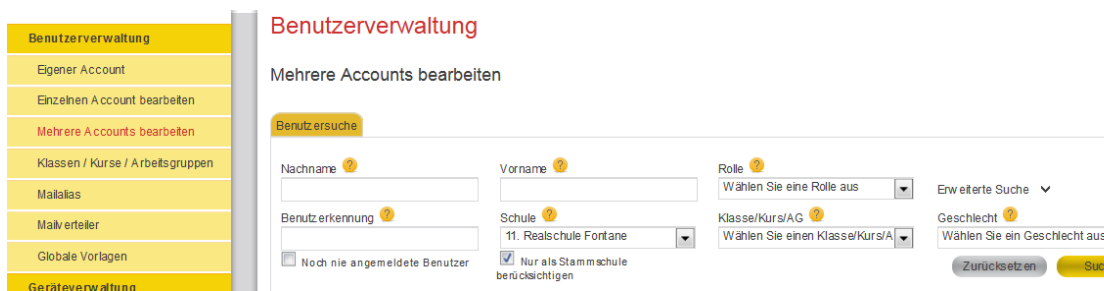 Benutzerverwaltung
Eigener Account
Einzelnen Account bearbeiten
Mehrere Accounts bearbeiten
Klassen / Kurse / Arbeitsgruppen
Mailalias
Mailverteiler
Globale Vorlagen
Geräteverwaltung
Benutzerverwaltung
Mehrere Accounts bearbeiten
Benutzersuche
Nachname ?
Vorname ?
Rolle ?
Wählen Sie eine Rolle aus
Erweiterte Suche
Benutzerkennung ?
Schule ?
Klasse/Kurs/AG ?
Geschlecht ?
11. Realschule Fontane
Wählen Sie einen Klasse/Kurs/A
Wählen Sie ein Geschlecht aus
Noch nie angemeldete Benutzer
Nur als Stammschule
berücksichtigen
Zurücksetzen
Suc